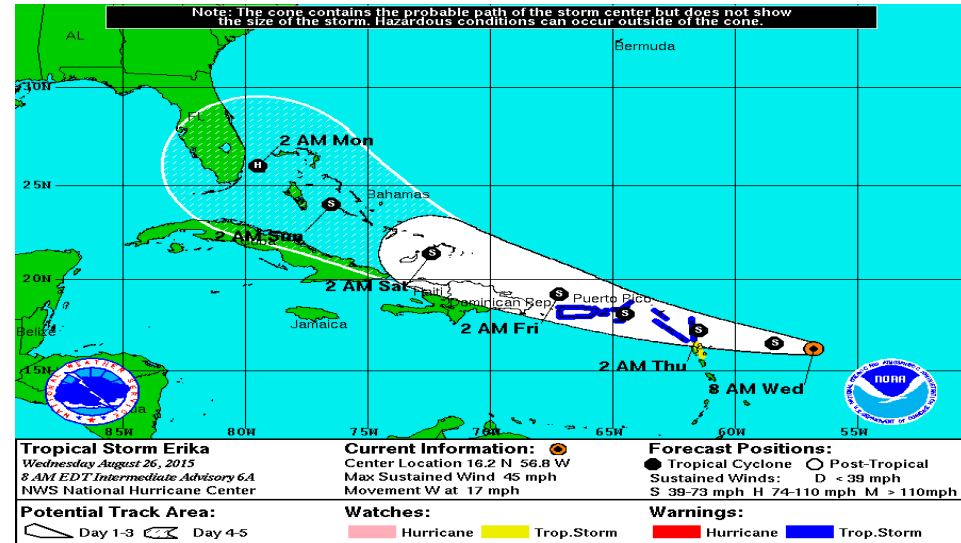 Note: The cone contains the probable path of the storm center but does not show
the size of the storm. Hazardous conditions can occur outside of the cone.
AL
Bermuda
30N
FL
2 AM Mon
25N
Bahamas
2 AM Sun
20N
2 AM Sat
Haiti
Dominican Rep
Puerto Rico
Jamaica
2 AM Fri
Belize
2 AM Thu
8 AM Wed
15N
85W 80W 75W 70W 65W 60W 55W
H
S
S
S
S
S
S
NATIONAL WEATHER SERVICE
NOAA
Tropical Storm Erika
Wednesday August 26, 2015
8 AM EDT Intermediate Advisory 6A
NWS National Hurricane Center
Current Information:
Center Location 16.2 N 56.8 W
Max Sustained Wind 45 mph
Movement W at 17 mph
Forecast Positions:
Tropical Cyclone Post-Tropical
Sustained Winds: D < 39 mph
S 39-73 mph H 74-110 mph M > 110mph
Potential Track Area:
Day 1-3 Day 4-5
Watches:
Hurricane Trop.Storm
Warnings:
Hurricane Trop.Storm